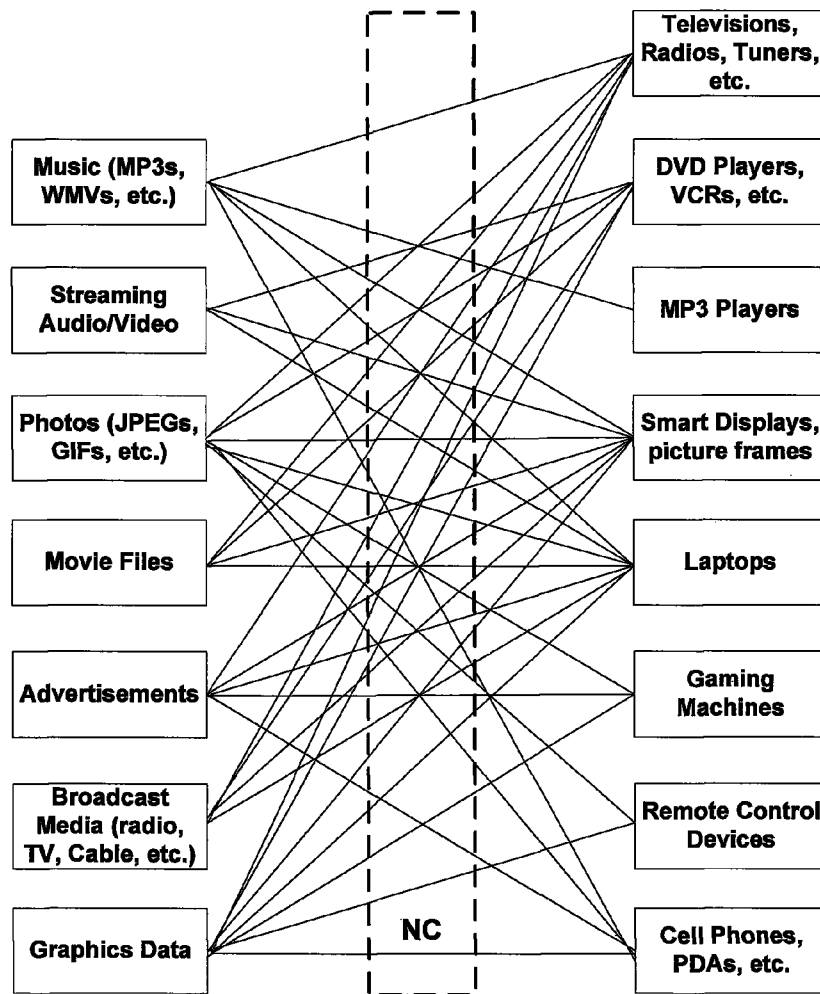 Music (MP3s,
WMVs, etc.)
Streaming
Audio/Video
Photos (JPEGs,
GIFs, etc.)
Movie Files
Advertisements
Broadcast
Media (radio,
TV, Cable, etc.)
Graphics Data
NC
Televisions,
Radios, Tuners,
etc.
DVD Players,
VCRs, etc.
MP3 Players
Smart Displays,
picture frames
Laptops
Gaming
Machines
Remote Control
Devices
Cell Phones,
PDAs, etc.